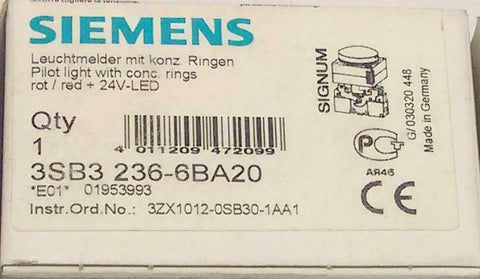 SIEMENS
Leuchtmelder mit konz. Ringen
Pilot light with conc. rings
rot / red + 24V-LED
Qty
1
4 011209 472099
3SB3 236-6BA20
*E01* 01953993
Instr.Ord.No.: 3ZX1012-0SB30-1AA1
SIGNUM
G/ 030320 448
Made in Germany
АЯ46
CE